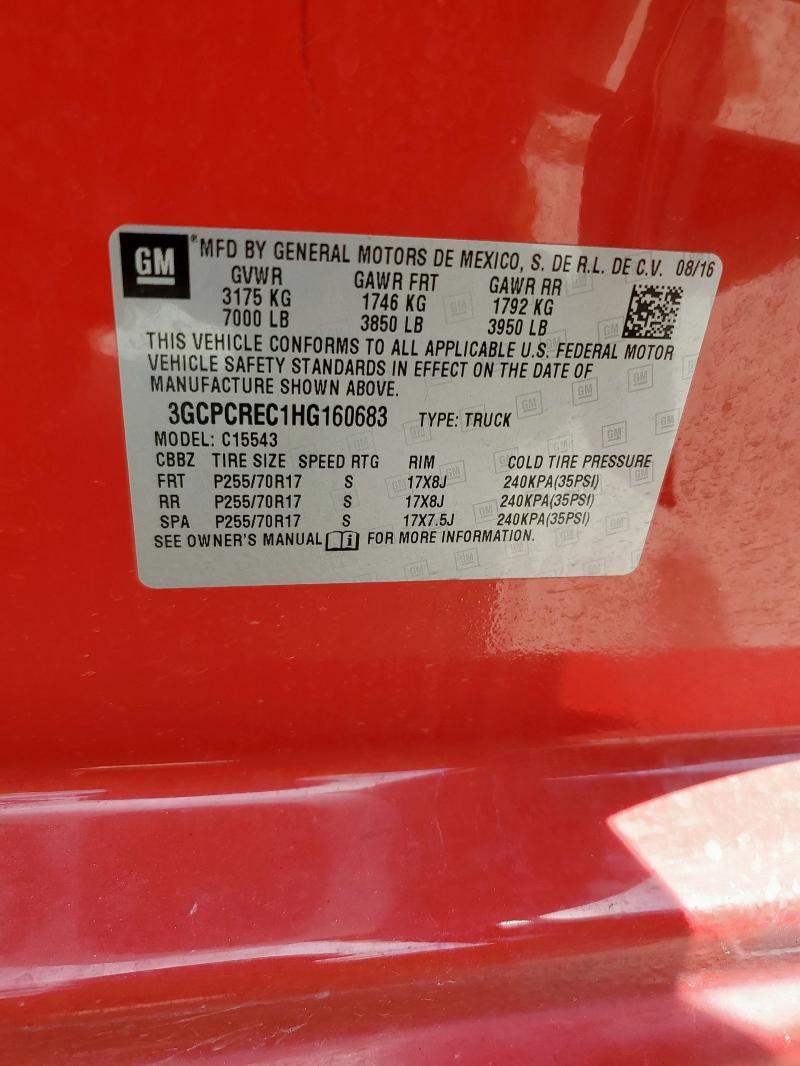 GM ®MFD BY GENERAL MOTORS DE MEXICO, S. DE R.L. DE C.V. 08/16
GVWR GAWR FRT GAWR RR
3175 KG 1746 KG 1792 KG
7000 LB 3850 LB 3950 LB
THIS VEHICLE CONFORMS TO ALL APPLICABLE U.S. FEDERAL MOTOR
VEHICLE SAFETY STANDARDS IN EFFECT ON THE DATE OF
MANUFACTURE SHOWN ABOVE.
3GCPCREC1HG160683 TYPE: TRUCK
MODEL: C15543
CBBZ TIRE SIZE SPEED RTG RIM COLD TIRE PRESSURE
FRT P255/70R17 S 17X8J 240KPA(35PSI)
RR P255/70R17 S 17X8J 240KPA(35PSI)
SPA P255/70R17 S 17X7.5J 240KPA(35PSI)
SEE OWNER'S MANUAL i FOR MORE INFORMATION.